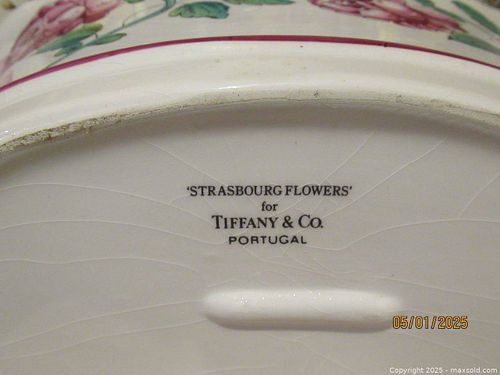 'STRASBOURG FLOWERS'
for
TIFFANY & CO.
PORTUGAL
05/01/2025
Copyright 2025 - maxsold.com